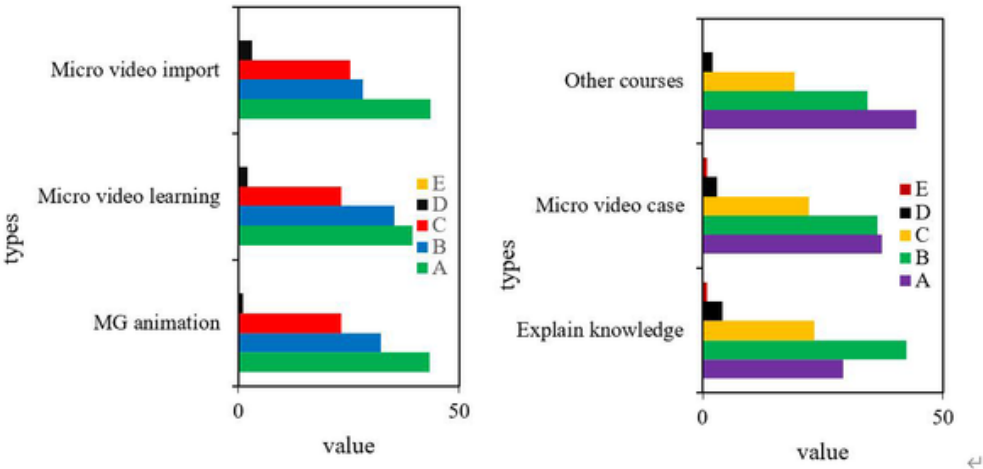 Micro video import
Micro video learning
MG animation
types
E
D
C
B
A
0
50
value
Other courses
Micro video case
Explain knowledge
types
E
D
C
B
A
0
50
value
↵